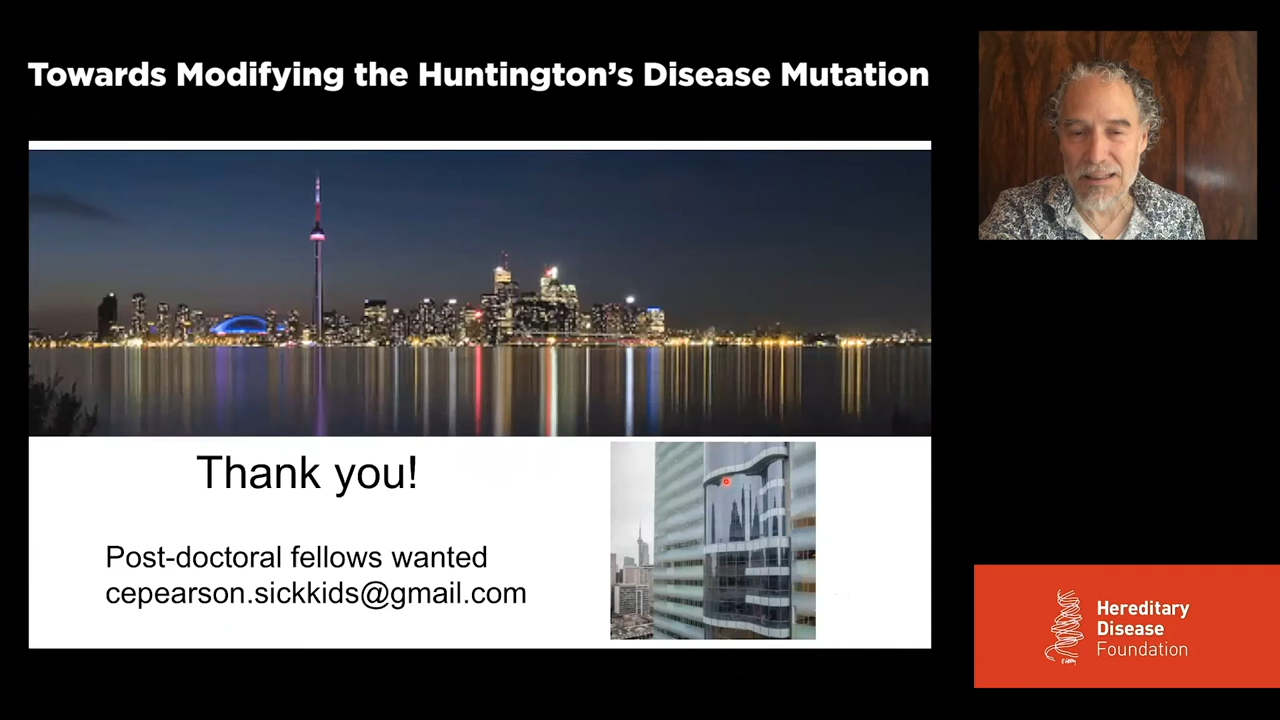 Towards Modifying the Huntington's Disease Mutation
Thank you!
Post-doctoral fellows wanted
cepearson.sickkids@gmail.com
Hereditary
Disease
Foundation